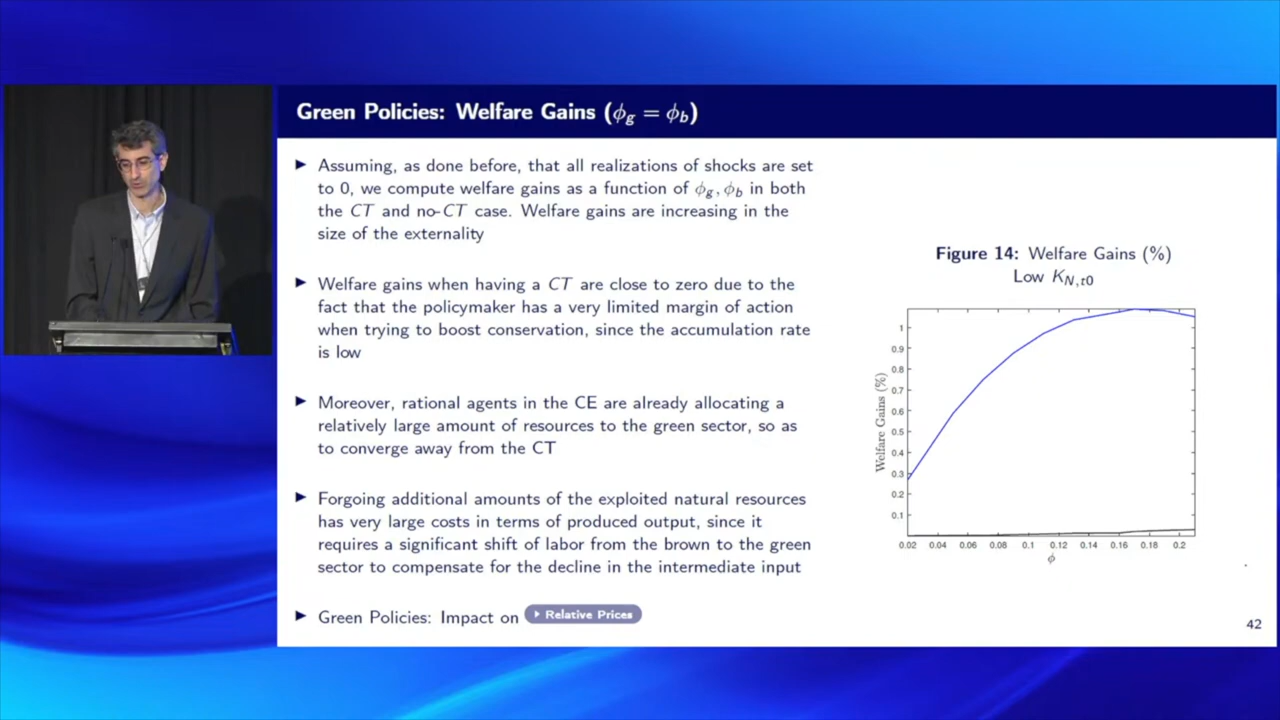 Green Policies: Welfare Gains (ϕg = ϕb)
▶ Assuming, as done before, that all realizations of shocks are set
to 0, we compute welfare gains as a function of ϕg, ϕb in both
the CT and no-CT case. Welfare gains are increasing in the
size of the externality
▶ Welfare gains when having a CT are close to zero due to the
fact that the policymaker has a very limited margin of action
when trying to boost conservation, since the accumulation rate
is low
▶ Moreover, rational agents in the CE are already allocating a
relatively large amount of resources to the green sector, so as
to converge away from the CT
▶ Forgoing additional amounts of the exploited natural resources
has very large costs in terms of produced output, since it
requires a significant shift of labor from the brown to the green
sector to compensate for the decline in the intermediate input
▶ Green Policies: Impact on ▶ Relative Prices
Figure 14: Welfare Gains (%)
Low KN,t0
Welfare Gains (%)
1
0.9
0.8
0.7
0.6
0.5
0.4
0.3
0.2
0.1
0.02 0.04 0.06 0.08 0.1 0.12 0.14 0.16 0.18 0.2
ϕ
42